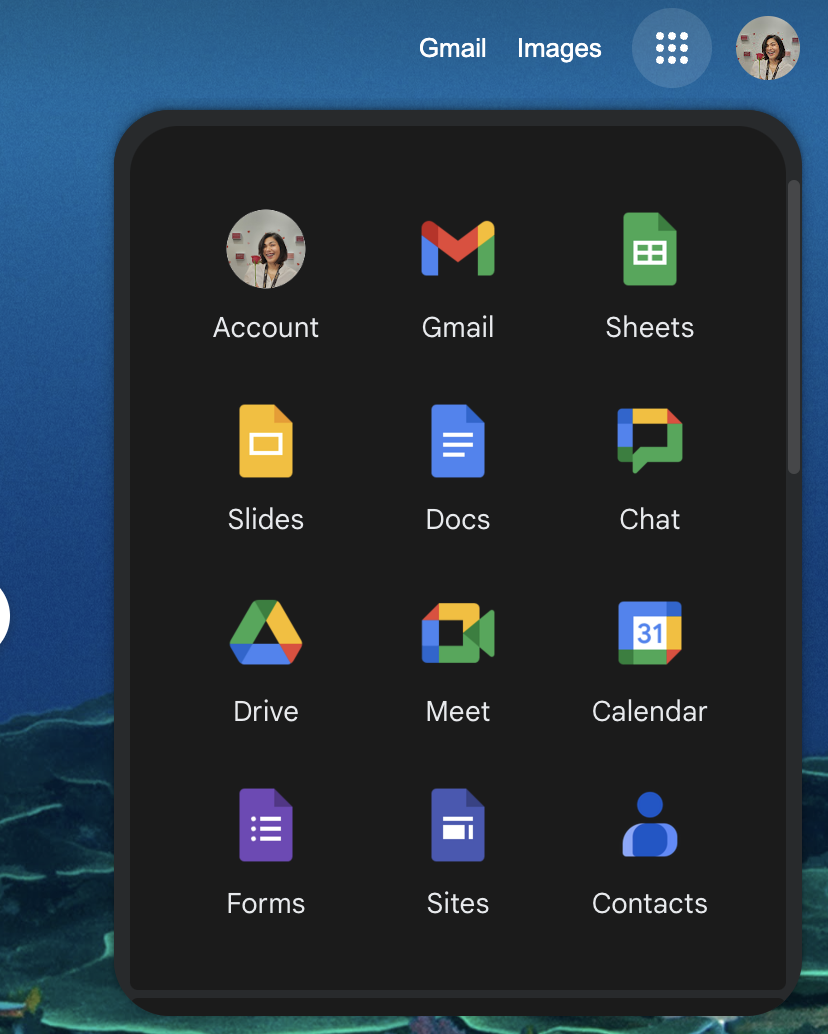 Gmail Images
Account Gmail Sheets
Slides Docs Chat
31
Drive Meet Calendar
Forms Sites Contacts